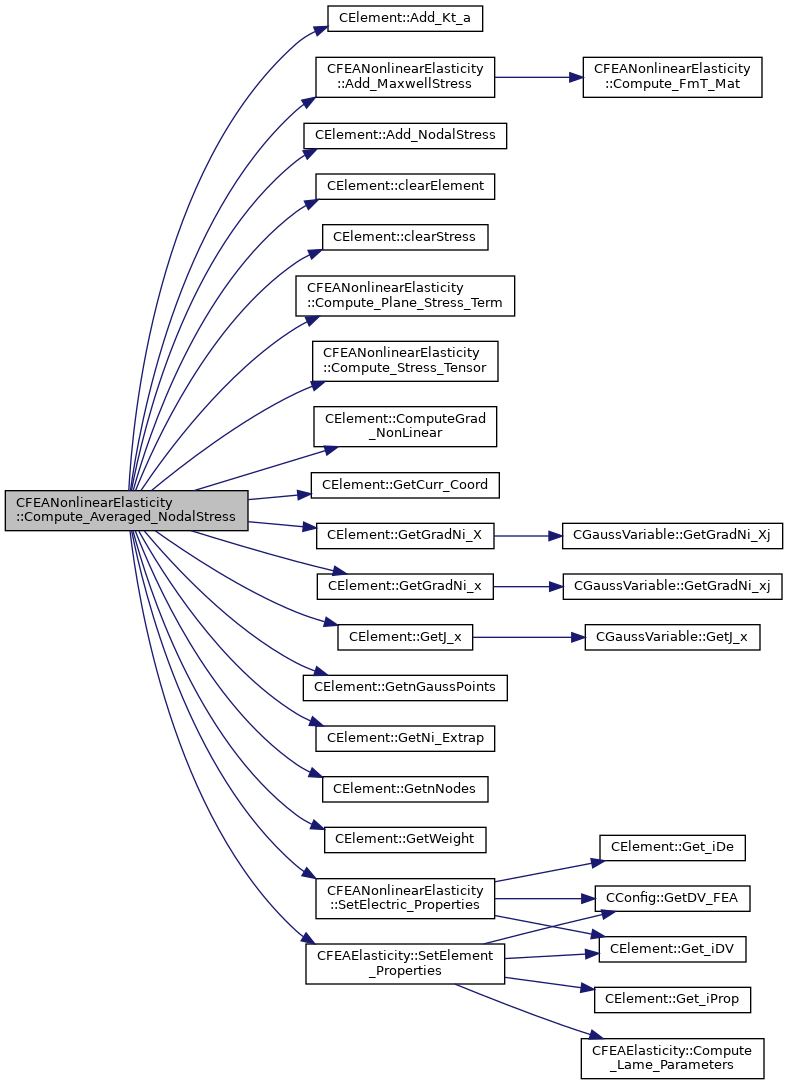 CElement::Add_Kt_a
CFEANonlinearElasticity
::Add_MaxwellStress
CFEANonlinearElasticity
::Compute_FmT_Mat
CElement::Add_NodalStress
CElement::clearElement
CElement::clearStress
CFEANonlinearElasticity
::Compute_Plane_Stress_Term
CFEANonlinearElasticity
::Compute_Stress_Tensor
CElement::ComputeGrad
_NonLinear
CElement::GetCurr_Coord
CFEANonlinearElasticity
::Compute_Averaged_NodalStress
CElement::GetGradNi_X
CGaussVariable::GetGradNi_Xj
CElement::GetGradNi_x
CGaussVariable::GetGradNi_xj
CElement::GetJ_x
CGaussVariable::GetJ_x
CElement::GetnGaussPoints
CElement::GetNi_Extrap
CElement::GetnNodes
CElement::GetWeight
CElement::Get_iDe
CFEANonlinearElasticity
::SetElectric_Properties
CConfig::GetDV_FEA
CElement::Get_iDV
CFEAElasticity::SetElement
_Properties
CElement::Get_iProp
CFEAElasticity::Compute
_Lame_Parameters